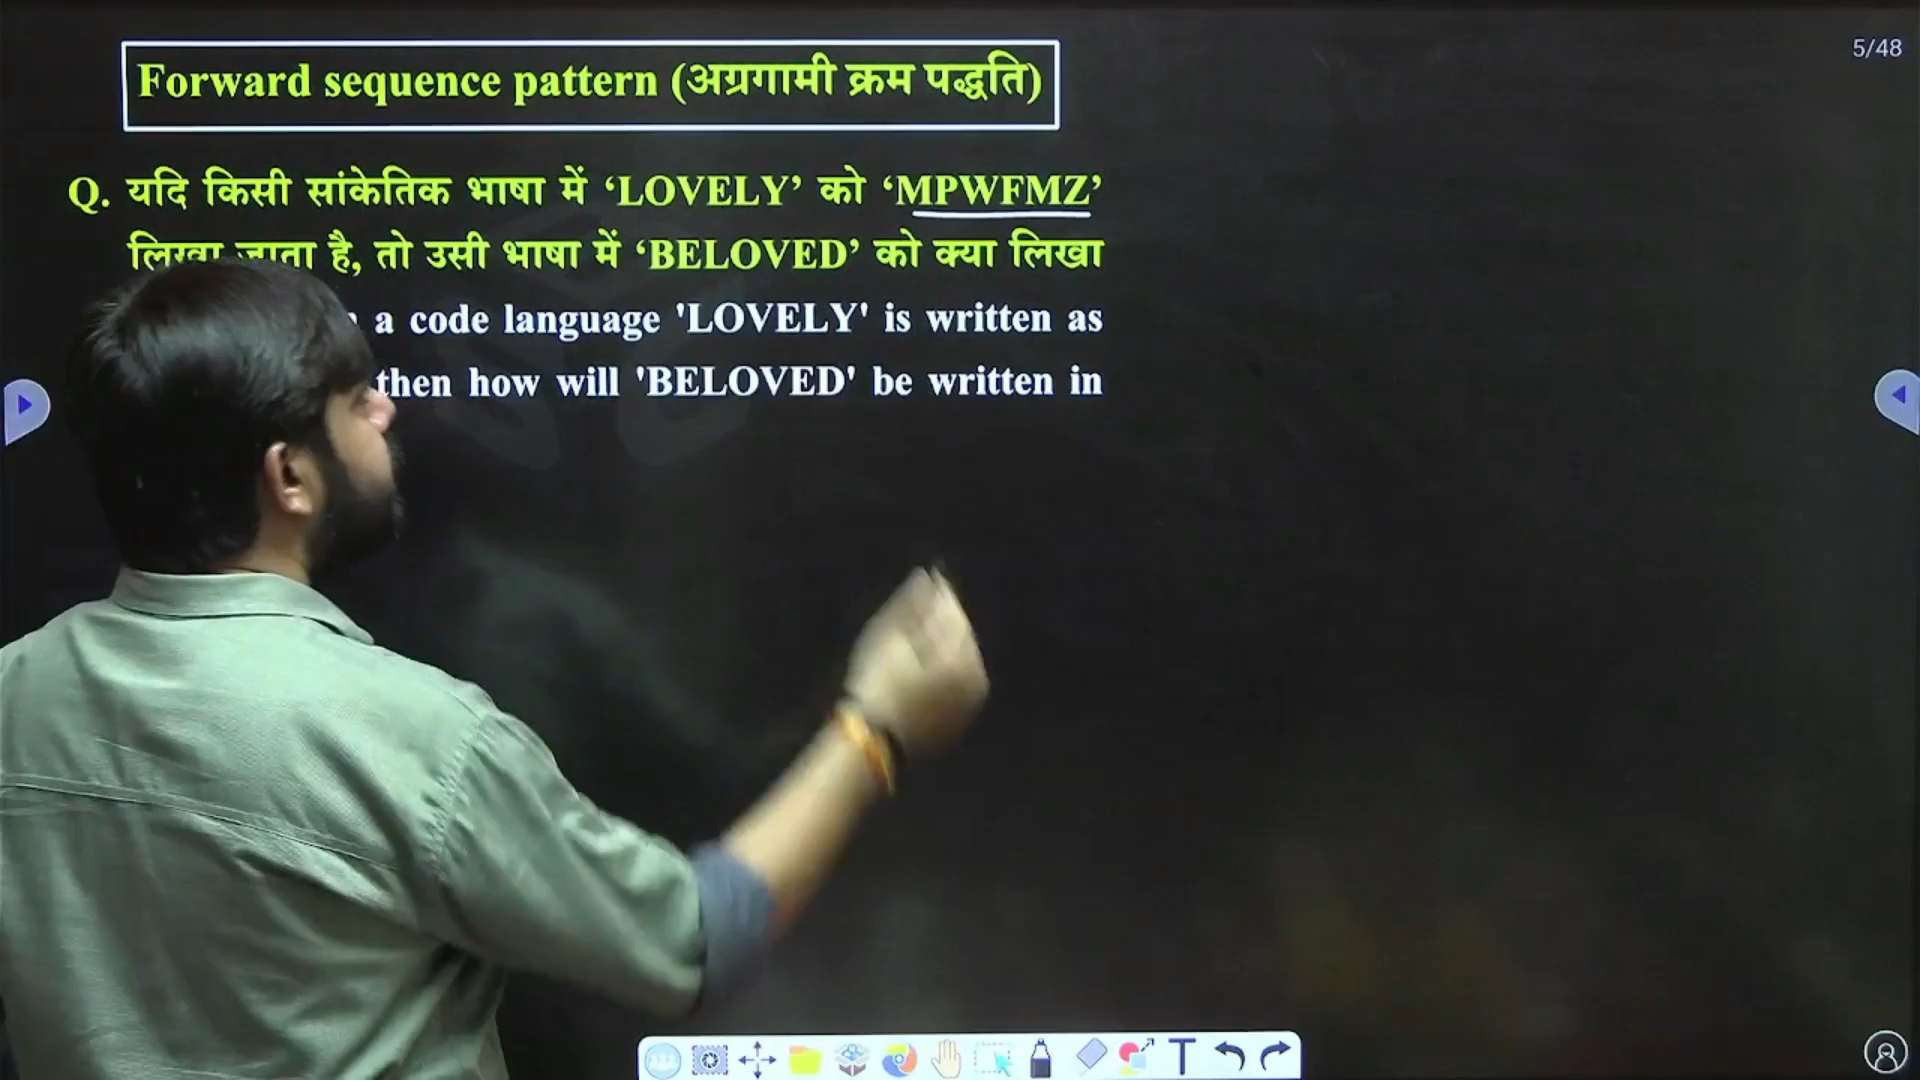 5/48
Forward sequence pattern (अग्रगामी क्रम पद्धति)
Q. यदि किसी सांकेतिक भाषा में ‘LOVELY’ को ‘MPWFMZ’
लिखा जाता है, तो उसी भाषा में ‘BELOVED’ को क्या लिखा
a code language 'LOVELY' is written as
then how will 'BELOVED' be written in